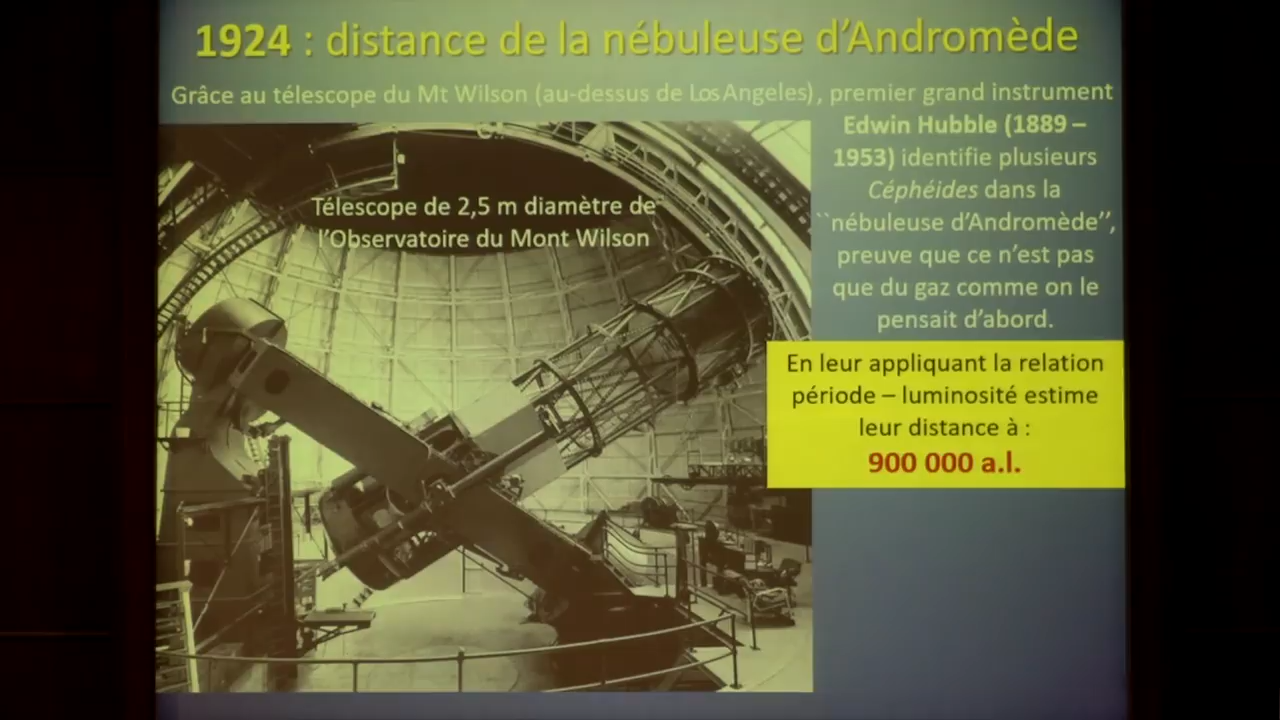 1924 : distance de la nébuleuse d'Andromède
Grâce au télescope du Mt Wilson (au-dessus de Los Angeles), premier grand instrument
Télescope de 2,5 m diamètre de
l'Observatoire du Mont Wilson
Edwin Hubble (1889 –
1953) identifie plusieurs
Céphéides dans la
``nébuleuse d'Andromède'',
preuve que ce n'est pas
que du gaz comme on le
pensait d'abord.
En leur appliquant la relation
période – luminosité estime
leur distance à :
900 000 a.l.